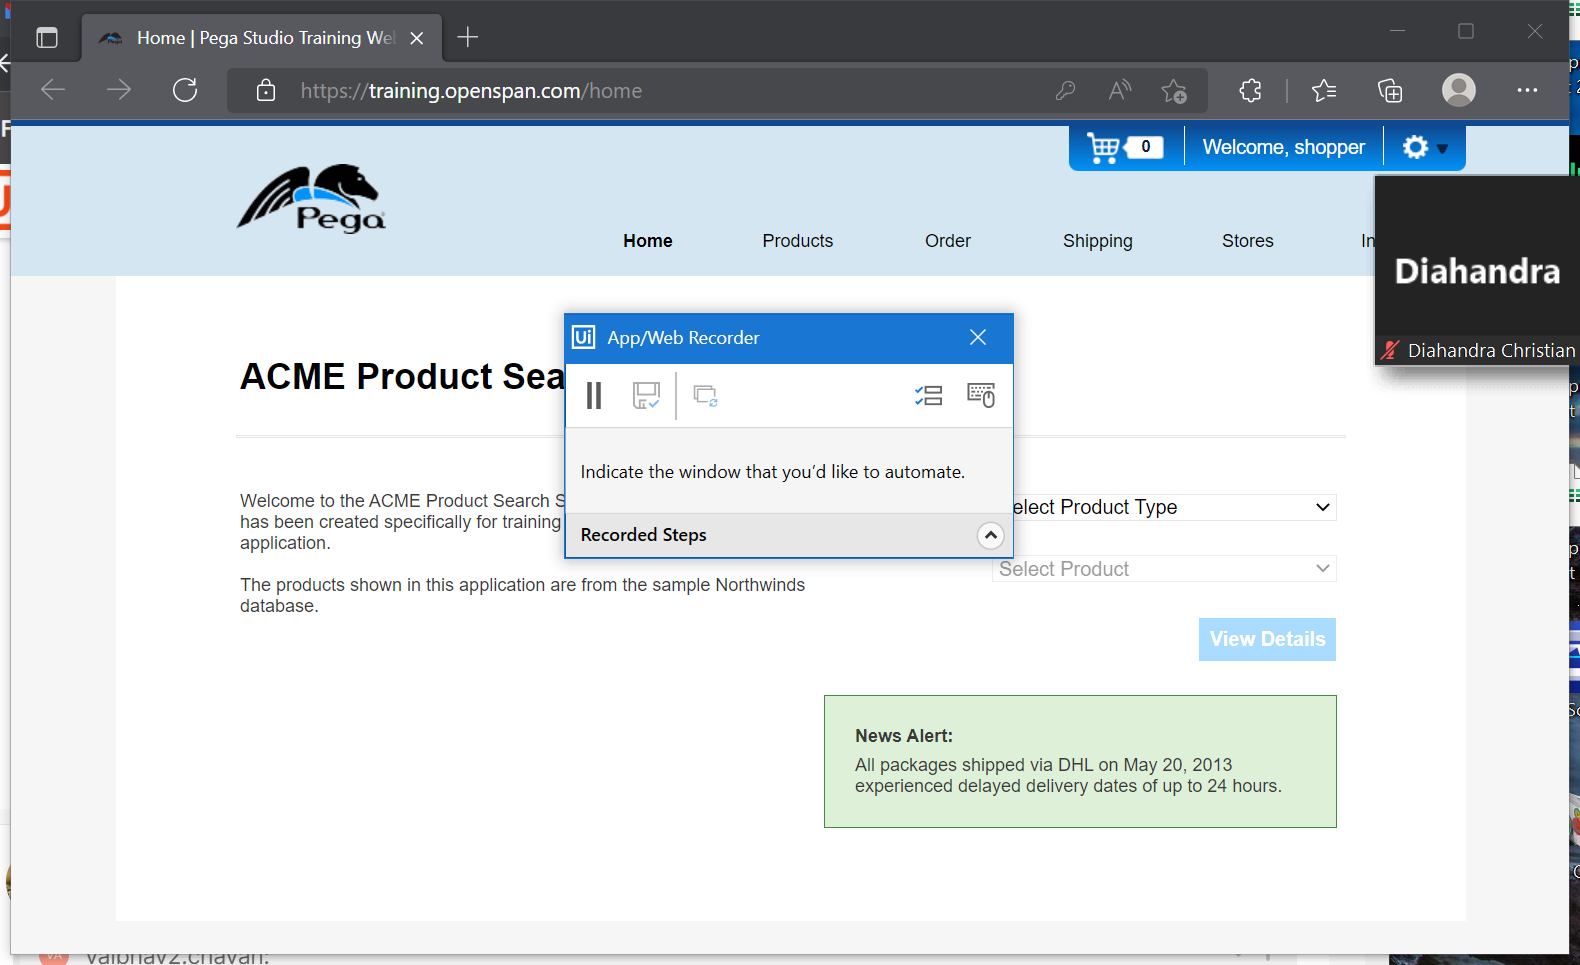 Home | Pega Studio Training Web
https://training.openspan.com/home
0
Welcome, shopper
Pega
Home
Products
Order
Shipping
Stores
In
Diahandra
Diahandra Christian
Ui App/Web Recorder
ACME Product Sea
Indicate the window that you'd like to automate.
Recorded Steps
Welcome to the ACME Product Search S
has been created specifically for training
application.
The products shown in this application are from the sample Northwinds
database.
elect Product Type
Select Product
View Details
News Alert:
All packages shipped via DHL on May 20, 2013
experienced delayed delivery dates of up to 24 hours.
vaibhav2.chavan: